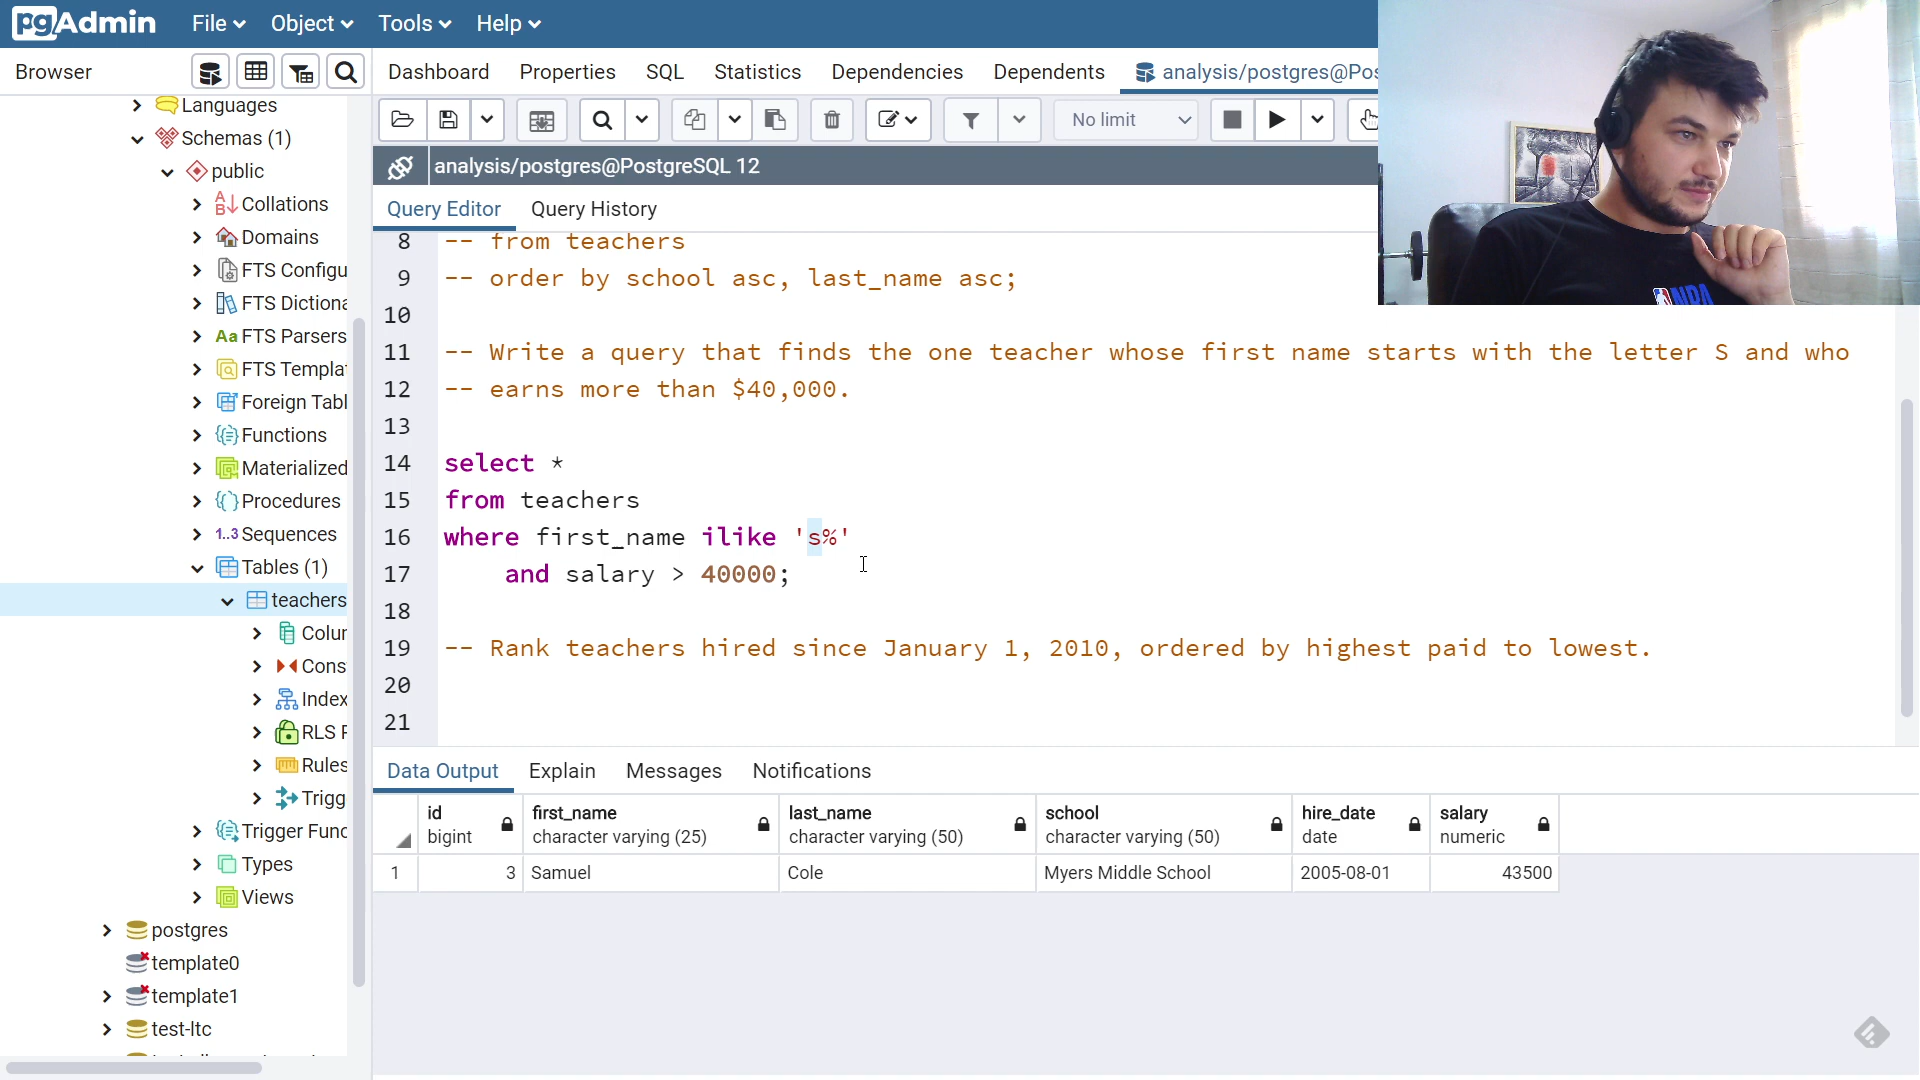 pgAdmin File Object Tools Help
Browser
Dashboard Properties SQL Statistics Dependencies Dependents analysis/postgres@Pos
Languages
Schemas (1)
public
Collations
Domains
FTS Configu
FTS Dictiona
Aa FTS Parsers
FTS Templat
Foreign Tabl
Functions
Materialized
Procedures
1..3 Sequences
Tables (1)
teachers
Colur
Cons
Index
RLS F
Rules
Trigg
Trigger Func
Types
Views
postgres
template0
template1
test-ltc
No limit
analysis/postgres@PostgreSQL 12
Query Editor Query History
8 -- from teachers
9 -- order by school asc, last_name asc;
10
11 -- Write a query that finds the one teacher whose first name starts with the letter S and who
12 -- earns more than $40,000.
13
14 select *
15 from teachers
16 where first_name ilike 's%'
17 and salary > 40000;
18
19 -- Rank teachers hired since January 1, 2010, ordered by highest paid to lowest.
20
21
Data Output Explain Messages Notifications
id first_name last_name school hire_date salary
bigint character varying (25) character varying (50) character varying (50) date numeric
1 3 Samuel Cole Myers Middle School 2005-08-01 43500
NBA